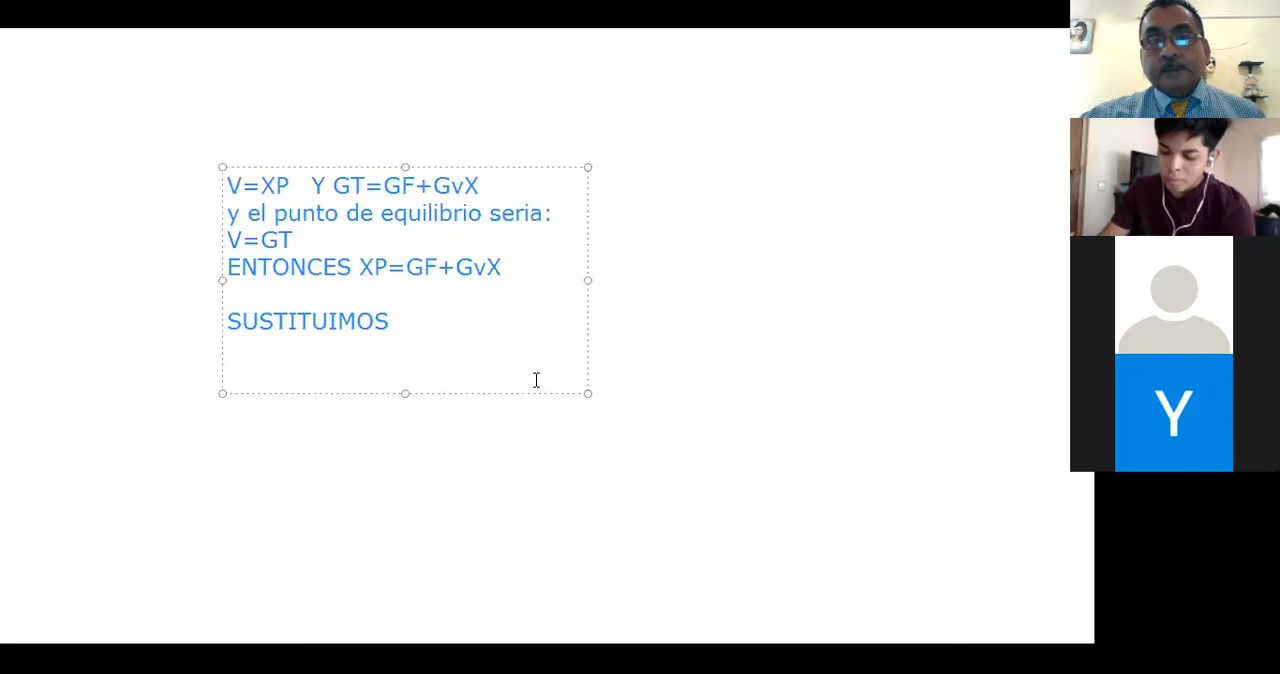 V=XP Y GT=GF+GvX
y el punto de equilibrio seria:
V=GT
ENTONCES XP=GF+GvX
SUSTITUIMOS
Y